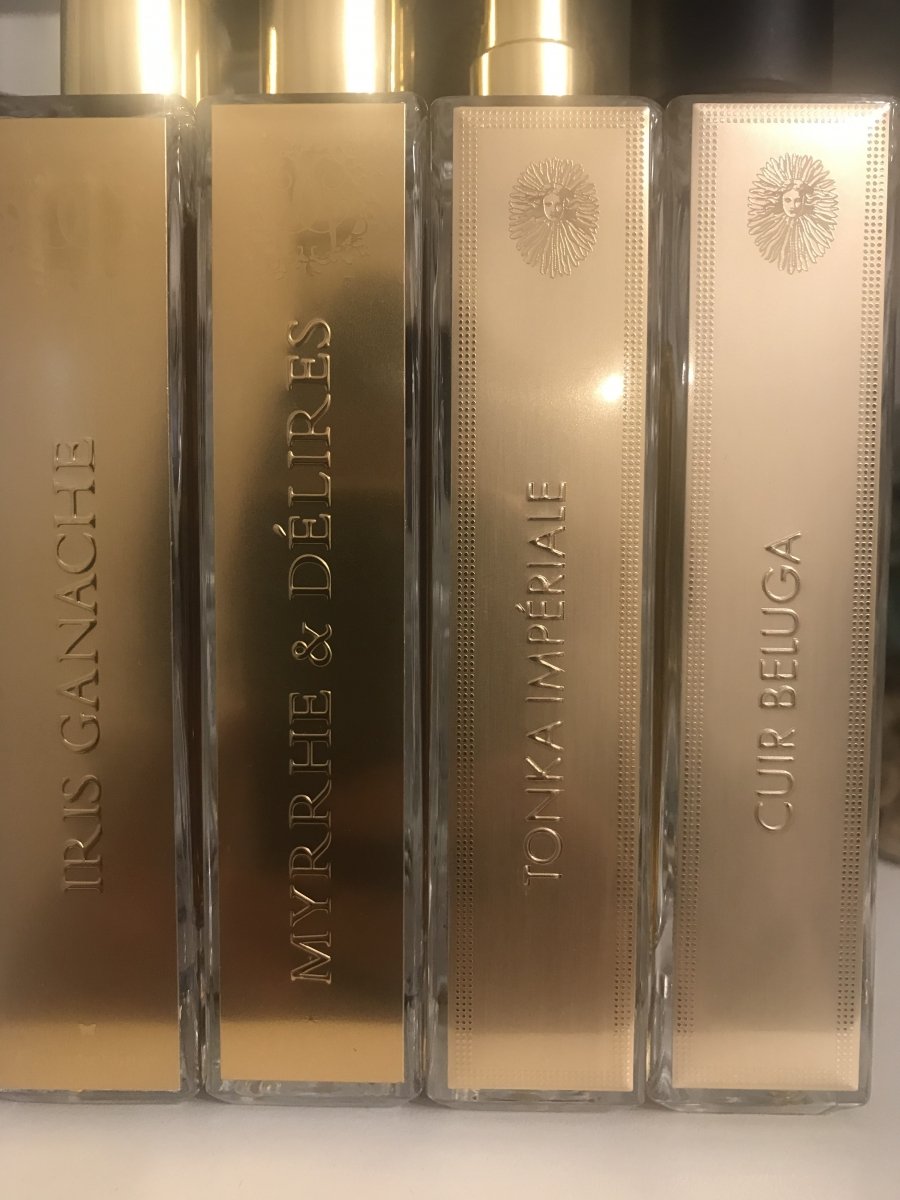 IRIS GANACHE
MYRRHE & DÉLIRES
TONKA IMPÉRIALE
CUIR BELUGA